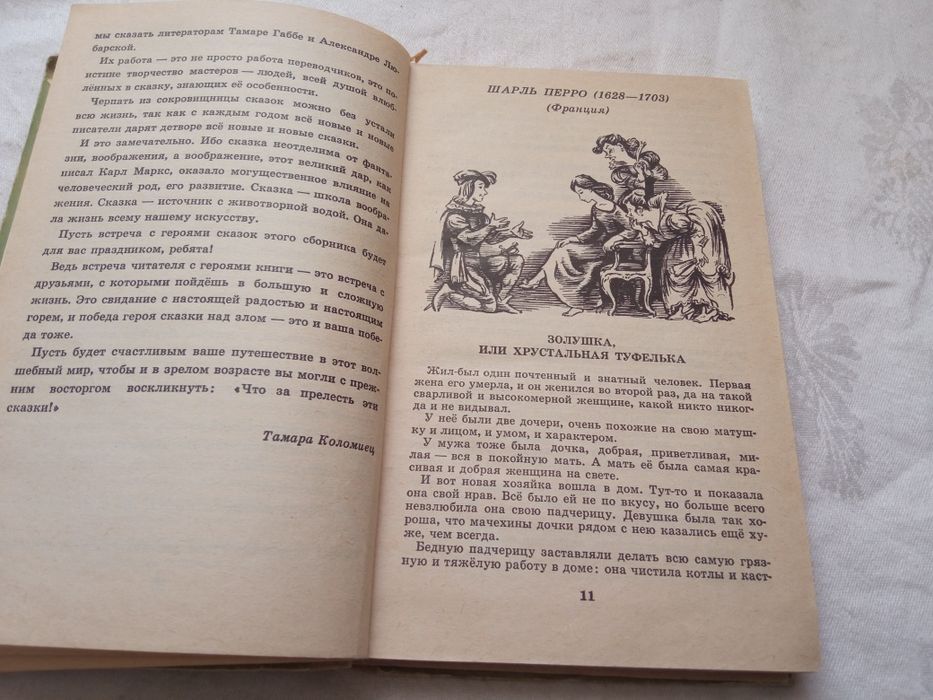 мы сказать литераторам Тамаре Габбе и Александре Лю-
барской.
Их работа — это не просто работа переводчиков, это по-
истине творчество мастеров — людей, всей душой влюб-
лённых в сказку, знающих её особенности.
Черпать из сокровищницы сказок можно без устали
всю жизнь, так как с каждым годом всё новые и новые
писатели дарят детворе всё новые и новые сказки.
И это замечательно. Ибо сказка неотделима от фанта-
зии, воображения, а воображение, этот великий дар, как
писал Карл Маркс, оказало могущественное влияние на
человеческий род, его развитие. Сказка — школа вообра-
жения. Сказка — источник с животворной водой. Она да-
ла жизнь всему нашему искусству.
Пусть встреча с героями сказок этого сборника будет
для вас праздником, ребята!
Ведь встреча читателя с героями книги — это встреча с
друзьями, с которыми пойдёшь в большую и сложную
жизнь. Это свидание с настоящей радостью и настоящим
горем, и победа героя сказки над злом — это и ваша побе-
да тоже.
Пусть будет счастливым ваше путешествие в этот вол-
шебный мир, чтобы и в зрелом возрасте вы могли с преж-
ним восторгом воскликнуть: «Что за прелесть эти
сказки!»
Тамара Коломиец
ШАРЛЬ ПЕРРО (1628—1703)
(Франция)
ЗОЛУШКА,
ИЛИ ХРУСТАЛЬНАЯ ТУФЕЛЬКА
Жил-был один почтенный и знатный человек. Первая
жена его умерла, и он женился во второй раз, да на такой
сварливой и высокомерной женщине, какой никто никог-
да и не видывал.
У неё были две дочери, очень похожие на свою матуш-
ку и лицом, и умом, и характером.
У мужа тоже была дочка, добрая, приветливая, ми-
лая — вся в покойную мать. А мать её была самая кра-
сивая и добрая женщина на свете.
И вот новая хозяйка вошла в дом. Тут-то и показала
она свой нрав. Всё было ей не по вкусу, но больше всего
невзлюбила она свою падчерицу. Девушка была так хо-
роша, что мачехины дочки рядом с нею казались ещё ху-
же, чем всегда.
Бедную падчерицу заставляли делать всю самую гряз-
ную и тяжёлую работу в доме: она чистила котлы и каст-
11